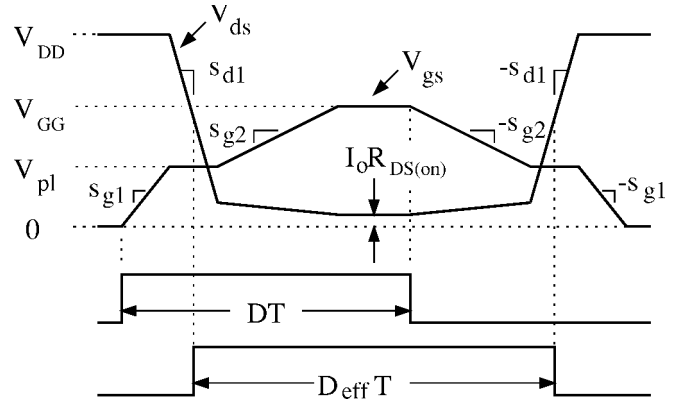 V_DD
V_ds
s_d1
-s_d1
V_gs
V_GG
s_g2
-s_g2
I_oR_DS(on)
V_pl
s_g1
-s_g1
0
DT
D_eff T